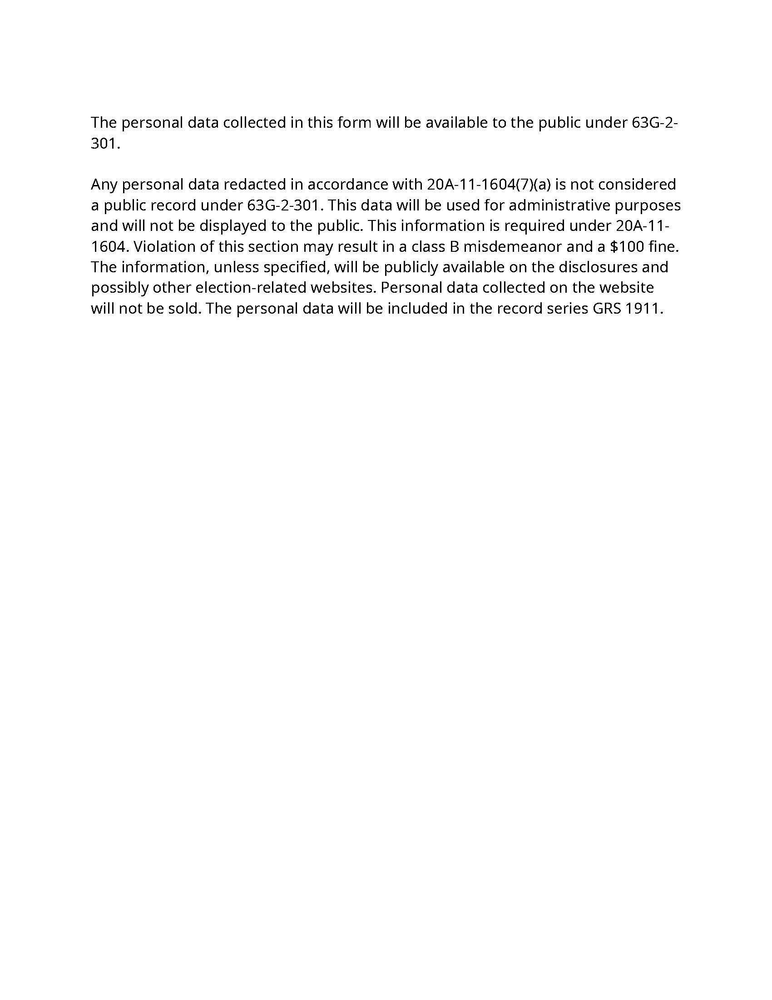 The personal data collected in this form will be available to the public under 63G-2-
301.
Any personal data redacted in accordance with 20A-11-1604(7)(a) is not considered
a public record under 63G-2-301. This data will be used for administrative purposes
and will not be displayed to the public. This information is required under 20A-11-
1604. Violation of this section may result in a class B misdemeanor and a $100 fine.
The information, unless specified, will be publicly available on the disclosures and
possibly other election-related websites. Personal data collected on the website
will not be sold. The personal data will be included in the record series GRS 1911.